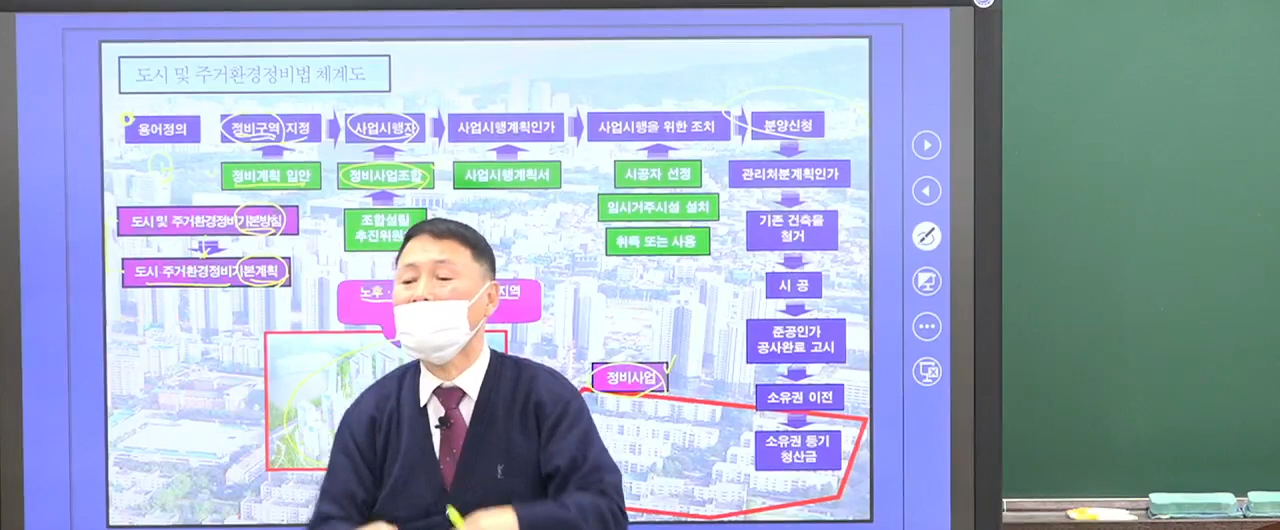 도시 및 주거환경정비법 체계도
용어정의
정비구역 지정
사업시행자
사업시행계획인가
사업시행을 위한 조치
분양신청
정비계획 입안
정비사업조합
사업시행계획서
시공자 선정
관리처분계획인가
도시 및 주거환경정비기본방침
조합설립
추진위원
임시거주시설 설치
기존 건축물
철거
취득 또는 사용
도시·주거환경정비기본계획
시 공
노후·
지역
준공인가
공사완료 고시
정비사업
소유권 이전
소유권 등기
청산금